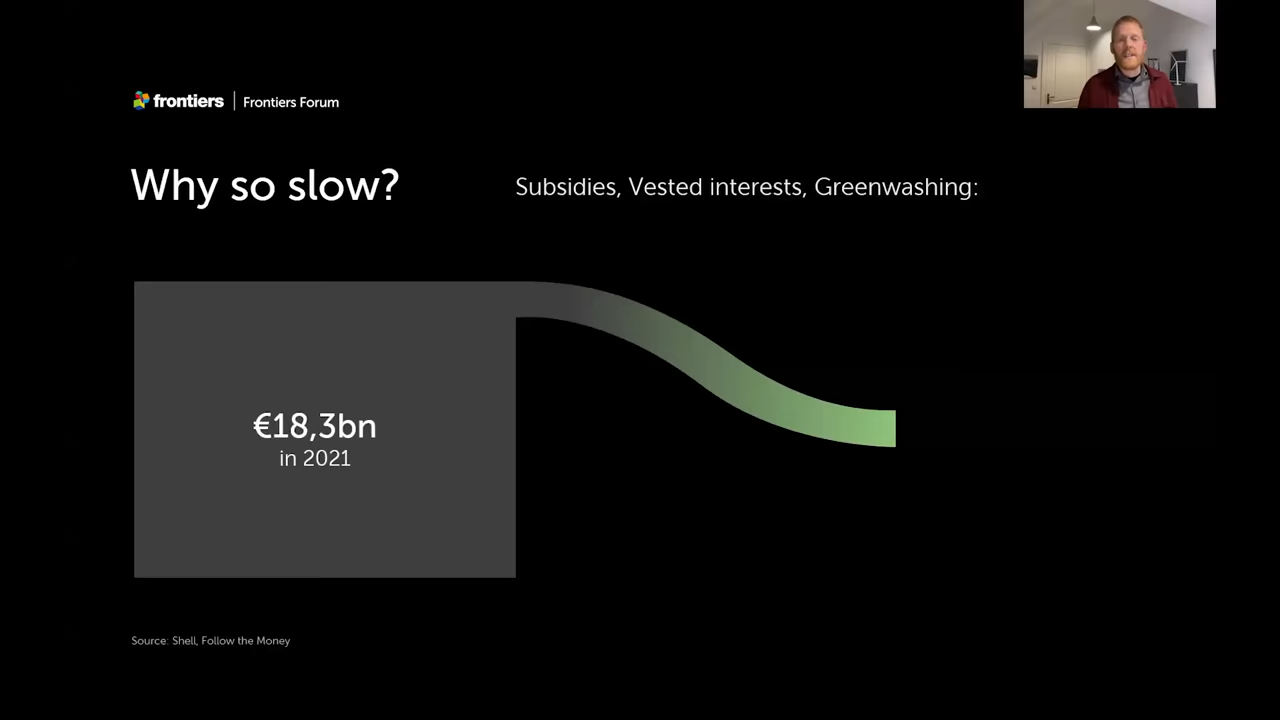 frontiers | Frontiers Forum
Why so slow?
Subsidies, Vested interests, Greenwashing:
€18,3bn
in 2021
Source: Shell, Follow the Money